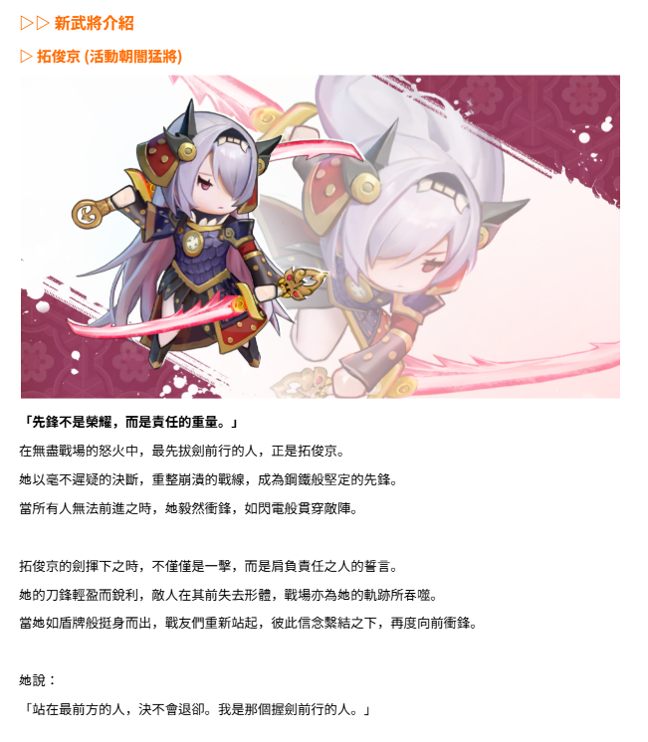 ▷▷ 新武將介紹
▷ 拓俊京 (活動朝闇猛將)
「先鋒不是榮耀，而是責任的重量。」
在無盡戰場的怒火中，最先拔劍前行的人，正是拓俊京。
她以毫不遲疑的決斷，重整崩潰的戰線，成為鋼鐵般堅定的先鋒。
當所有人無法前進之時，她毅然衝鋒，如閃電般貫穿敵陣。
拓俊京的劍揮下之時，不僅僅是一擊，而是肩負責任之人的誓言。
她的刀鋒輕盈而銳利，敵人在其前失去形體，戰場亦為她的軌跡所吞噬。
當她如盾牌般挺身而出，戰友們重新站起，彼此信念繫結之下，再度向前衝鋒。
她說：
「站在最前方的人，決不會退卻。我是那個握劍前行的人。」